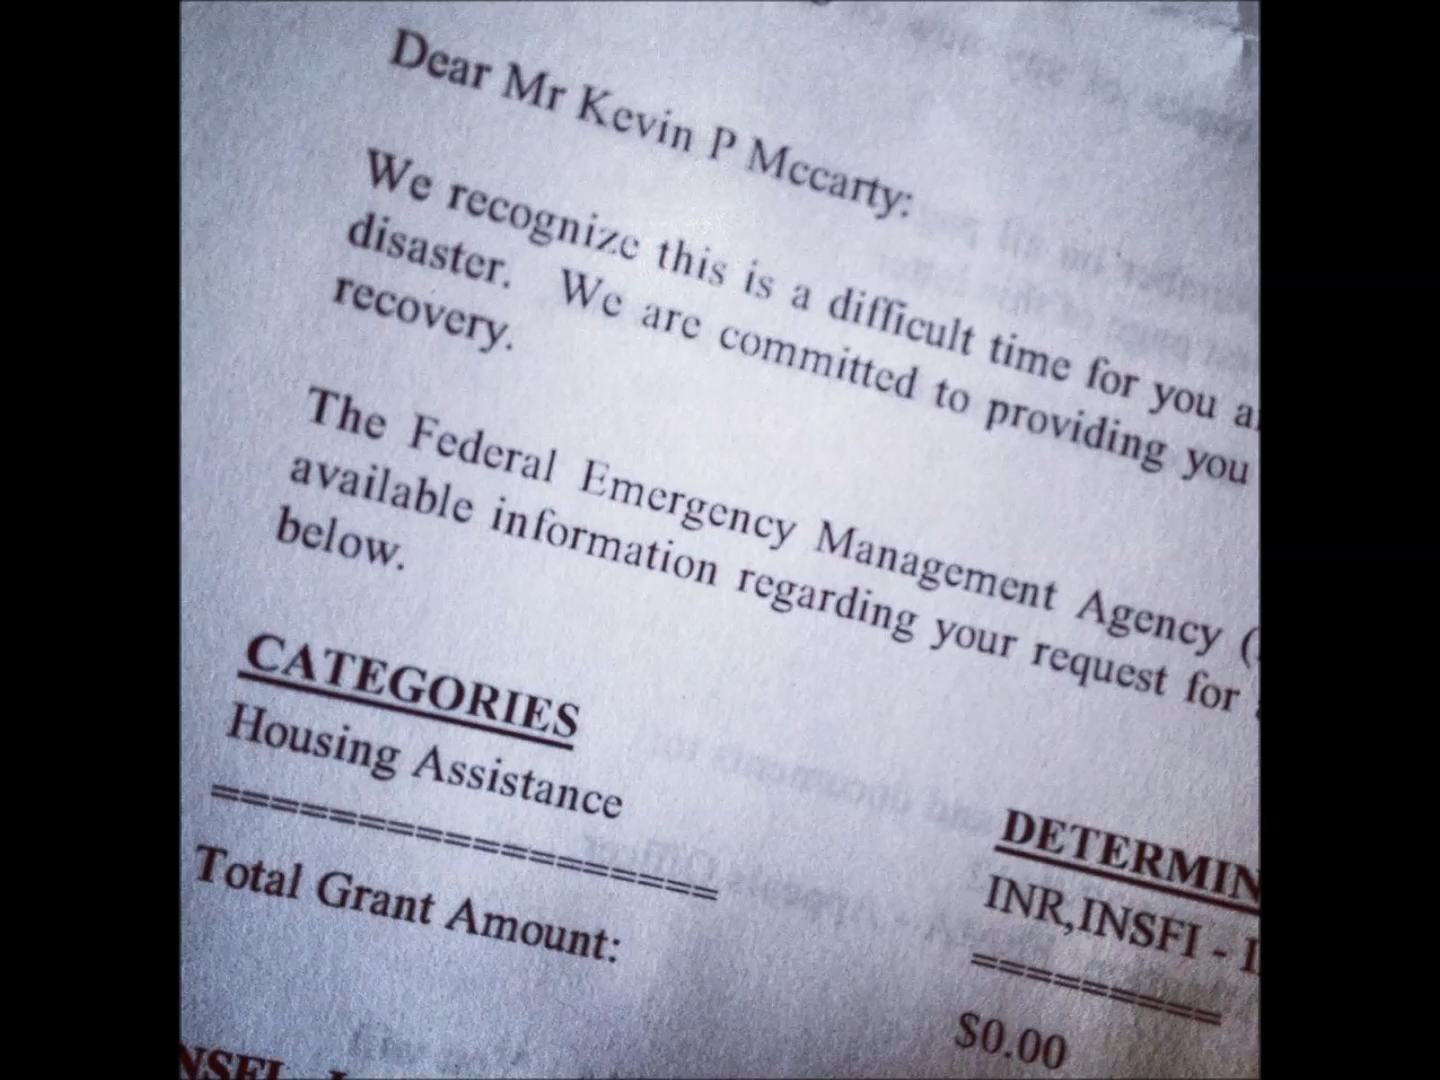 Dear Mr Kevin P Mccarty:
We recognize this is a difficult time for you
disaster. We are committed to providing you
recovery.
The Federal Emergency Management Agency (
available information regarding your request for
below.
CATEGORIES
Housing Assistance
==================
Total Grant Amount:
DETERMIN
INR,INSFI -
=========
$0.00
NSFI -